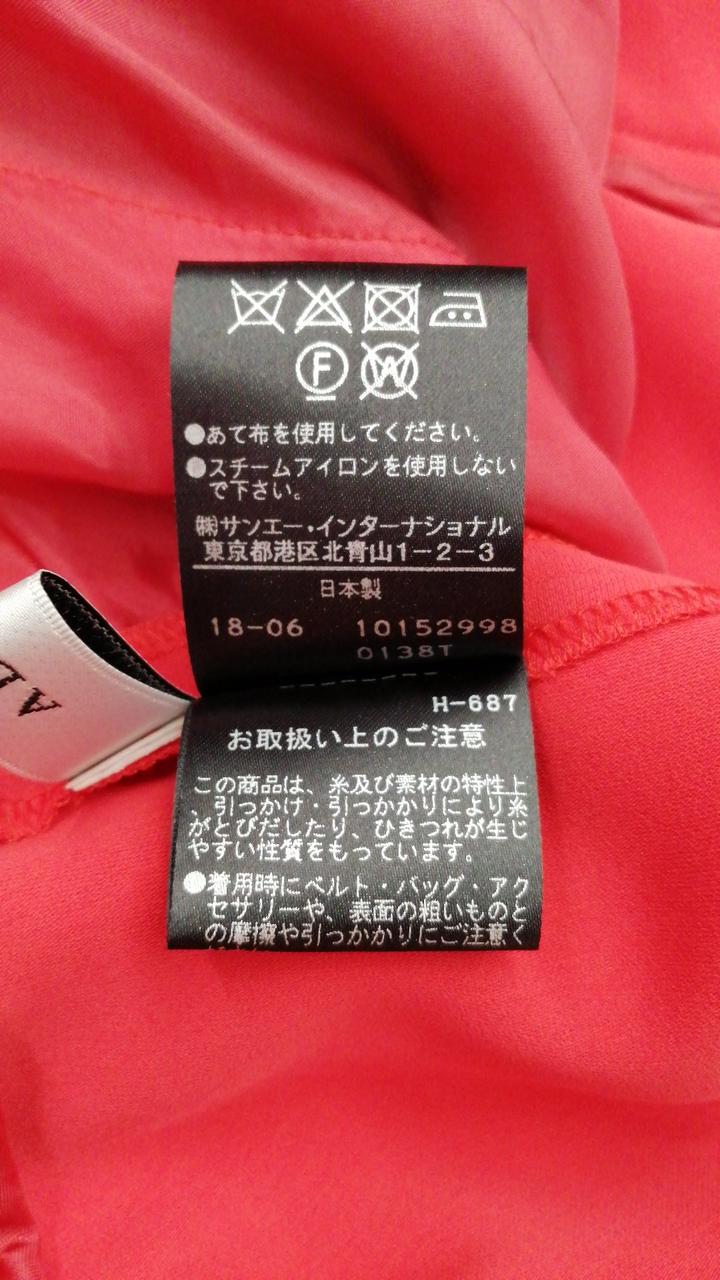 F
W
●あて布を使用してください。
●スチームアイロンを使用しない
で下さい。
㈱サンエー・インターナショナル
東京都港区北青山1-2-3
日本製
18-06 10152998
0138T
H-687
お取扱い上のご注意
この商品は、糸及び素材の特性上
、引っかけ・引っかかりにより糸
がとびだしたり、ひきつれが生じ
やすい性質をもっています。
●着用時にベルト・バッグ・アク
セサリーや、表面の粗いものと
の摩擦や引っかかりにご注意く